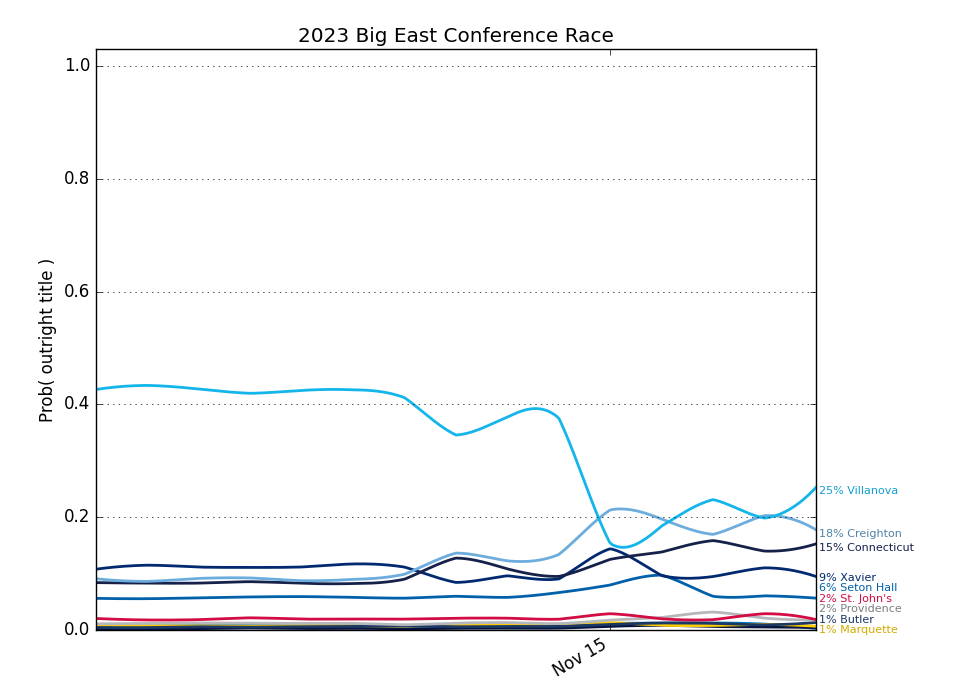 2023 Big East Conference Race
Prob( outright title )
1.0
0.8
0.6
0.4
0.2
0.0
25% Villanova
18% Creighton
15% Connecticut
9% Xavier
6% Seton Hall
2% St. John's
2% Providence
1% Butler
1% Marquette
Nov 15